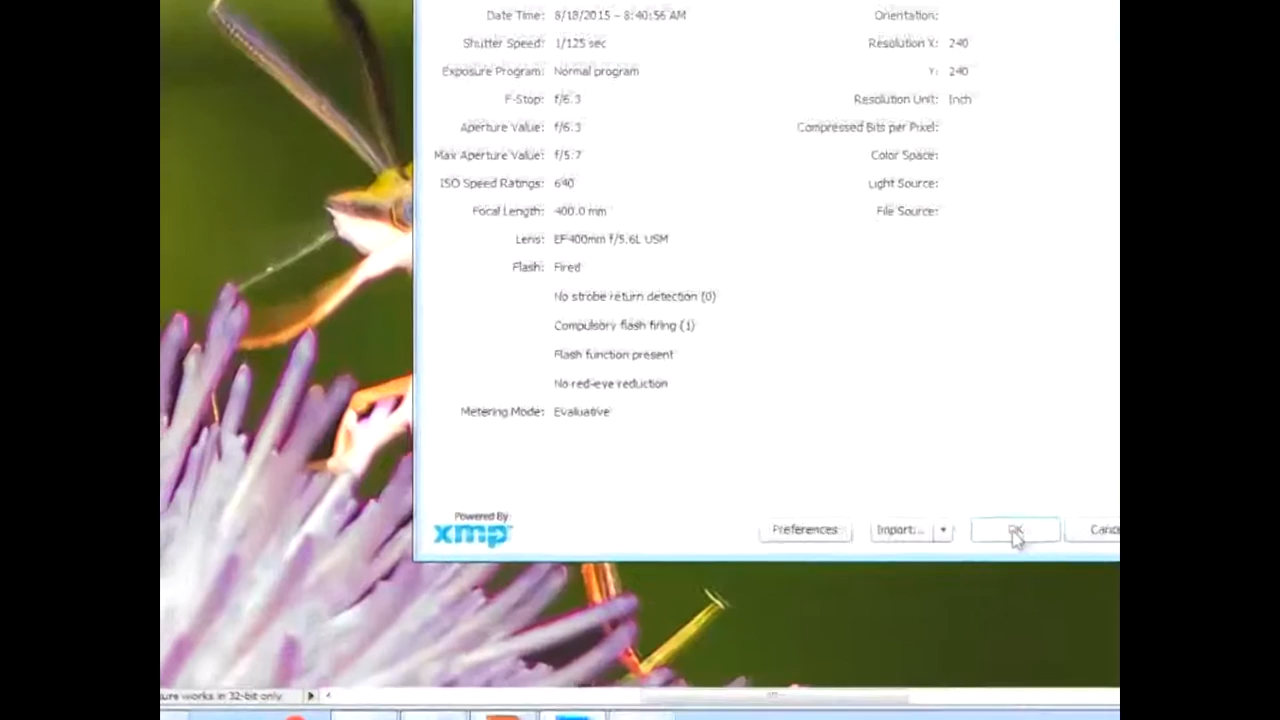 Date Time: 8/18/2015 - 8:40:56 AM
Orientation:
Shutter Speed: 1/125 sec
Resolution X: 240
Exposure Program: Normal program
Y: 240
F-Stop: f/6.3
Resolution Unit: Inch
Aperture Value: f/6.3
Compressed Bits per Pixel:
Max Aperture Value: f/5.7
Color Space:
ISO Speed Ratings: 640
Light Source:
Focal Length: 400.0 mm
File Source:
Lens: EF400mm f/5.6L USM
Flash: Fired
No strobe return detection (0)
Compulsory flash firing (1)
Flash function present
No red-eye reduction
Metering Mode: Evaluative
Powered By
xmp
Preferences
Import...
OK
Canc
ure works in 32-bit only